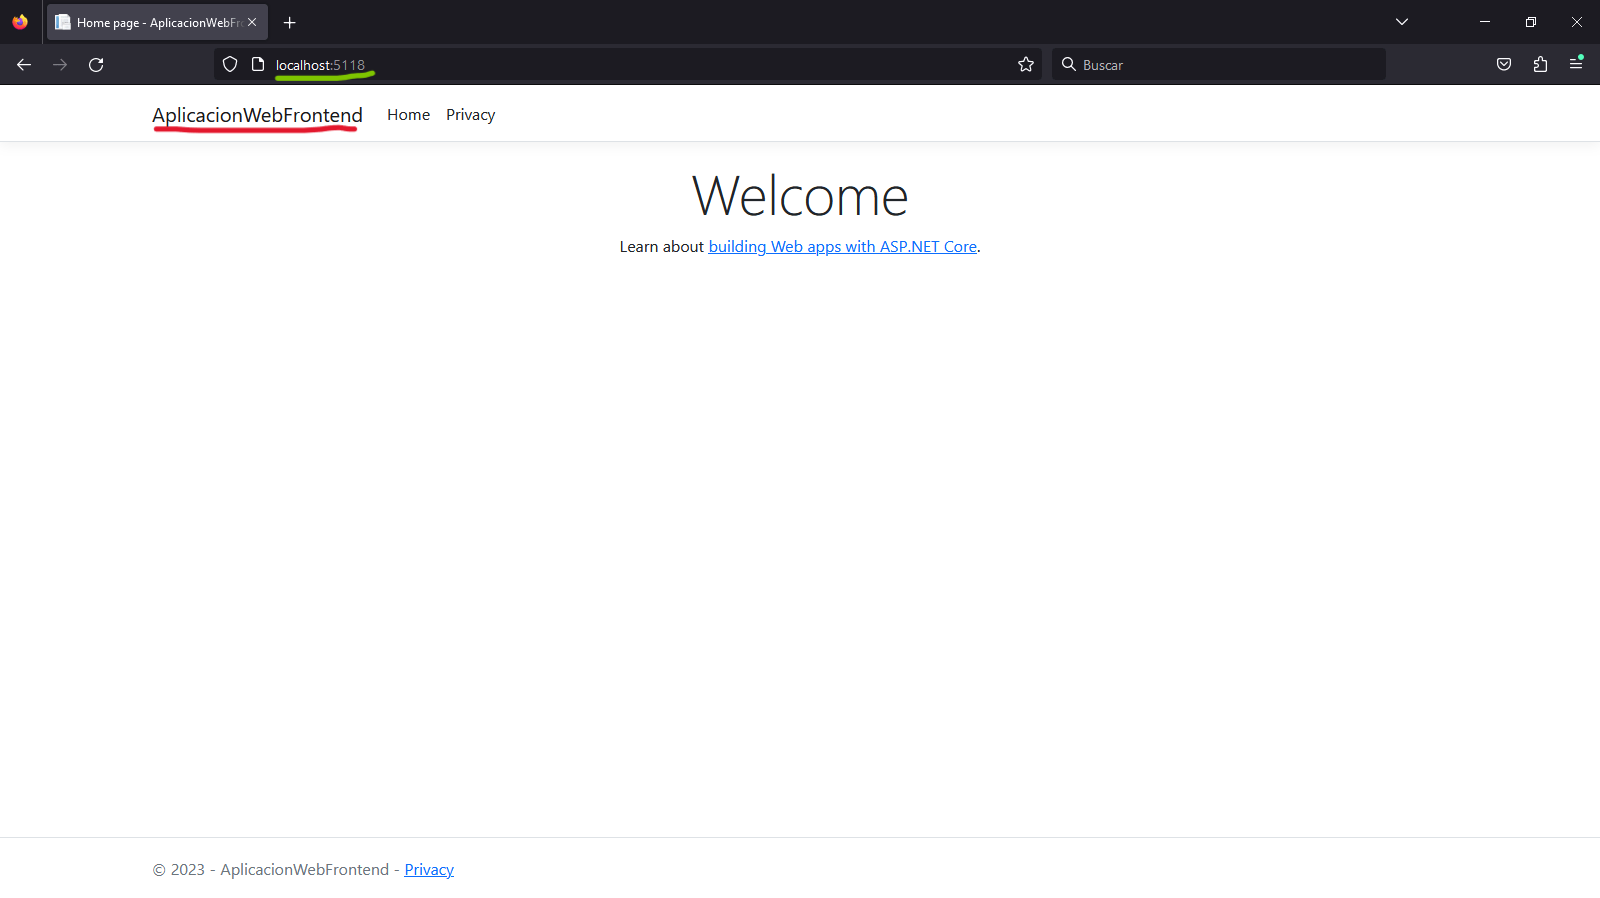 Home page - AplicacionWebFr
localhost:5118
Buscar
AplicacionWebFrontend Home Privacy
Welcome
Learn about building Web apps with ASP.NET Core.
© 2023 - AplicacionWebFrontend - Privacy